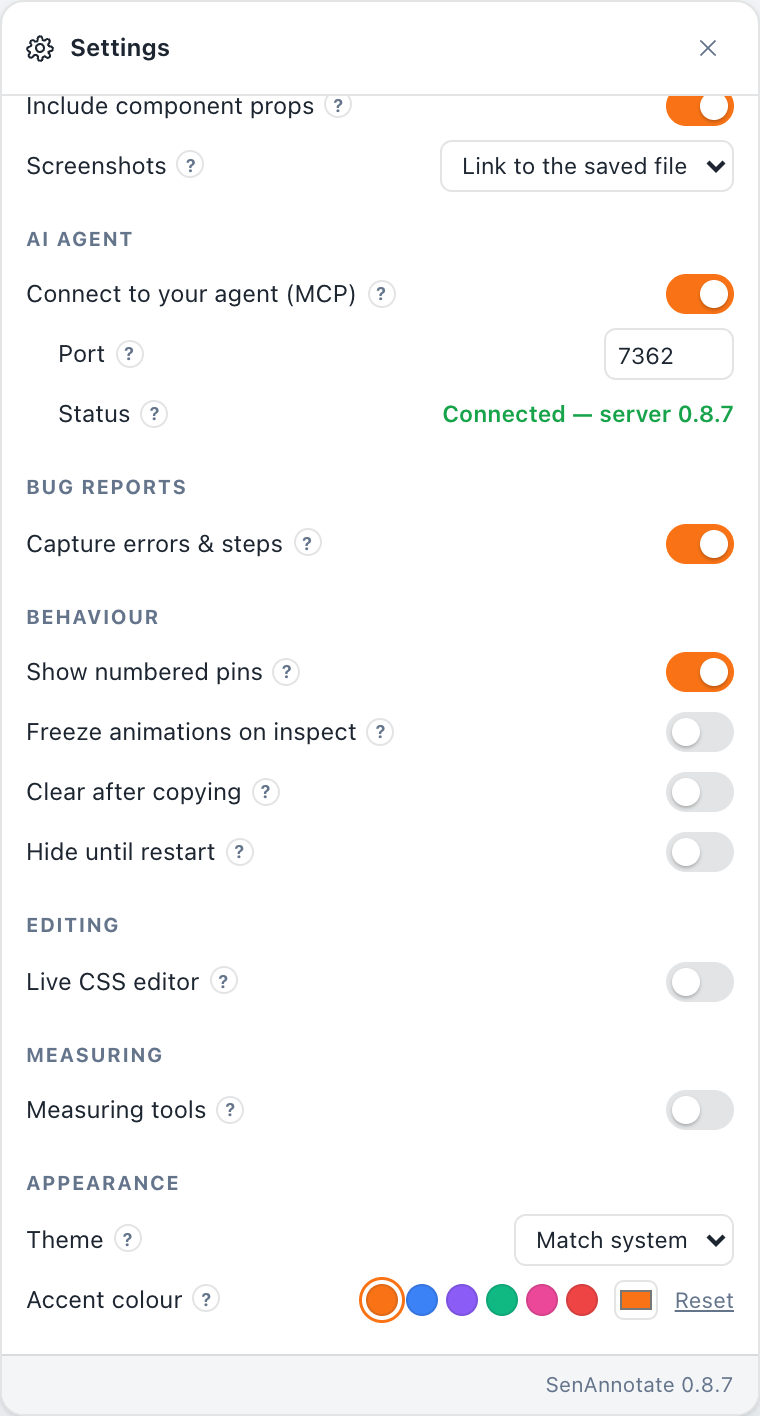 Settings
Include component props ?
Screenshots ? Link to the saved file
AI AGENT
Connect to your agent (MCP) ?
Port ? 7362
Status ? Connected — server 0.8.7
BUG REPORTS
Capture errors & steps ?
BEHAVIOUR
Show numbered pins ?
Freeze animations on inspect ?
Clear after copying ?
Hide until restart ?
EDITING
Live CSS editor ?
MEASURING
Measuring tools ?
APPEARANCE
Theme ? Match system
Accent colour ? Reset
SenAnnotate 0.8.7